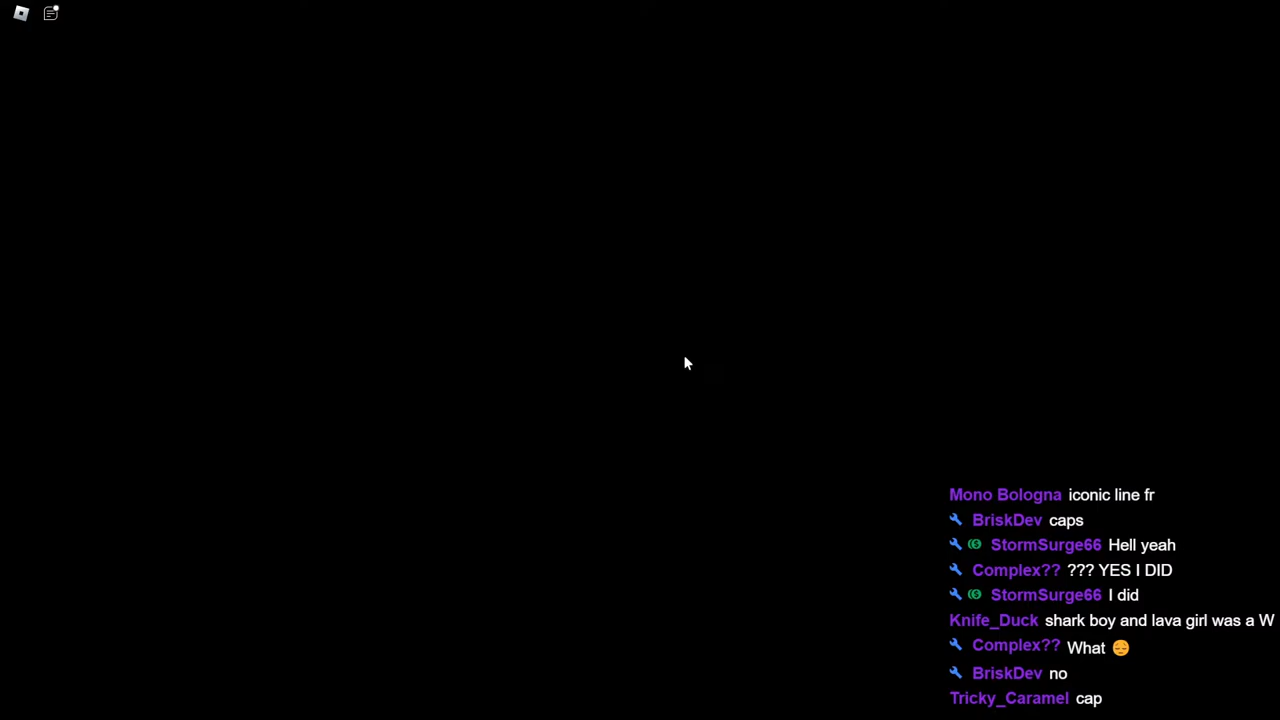 Mono Bologna iconic line fr
BriskDev caps
StormSurge66 Hell yeah
Complex?? ??? YES I DID
StormSurge66 I did
Knife_Duck shark boy and lava girl was a W
Complex?? What 😔
BriskDev no
Tricky_Caramel cap